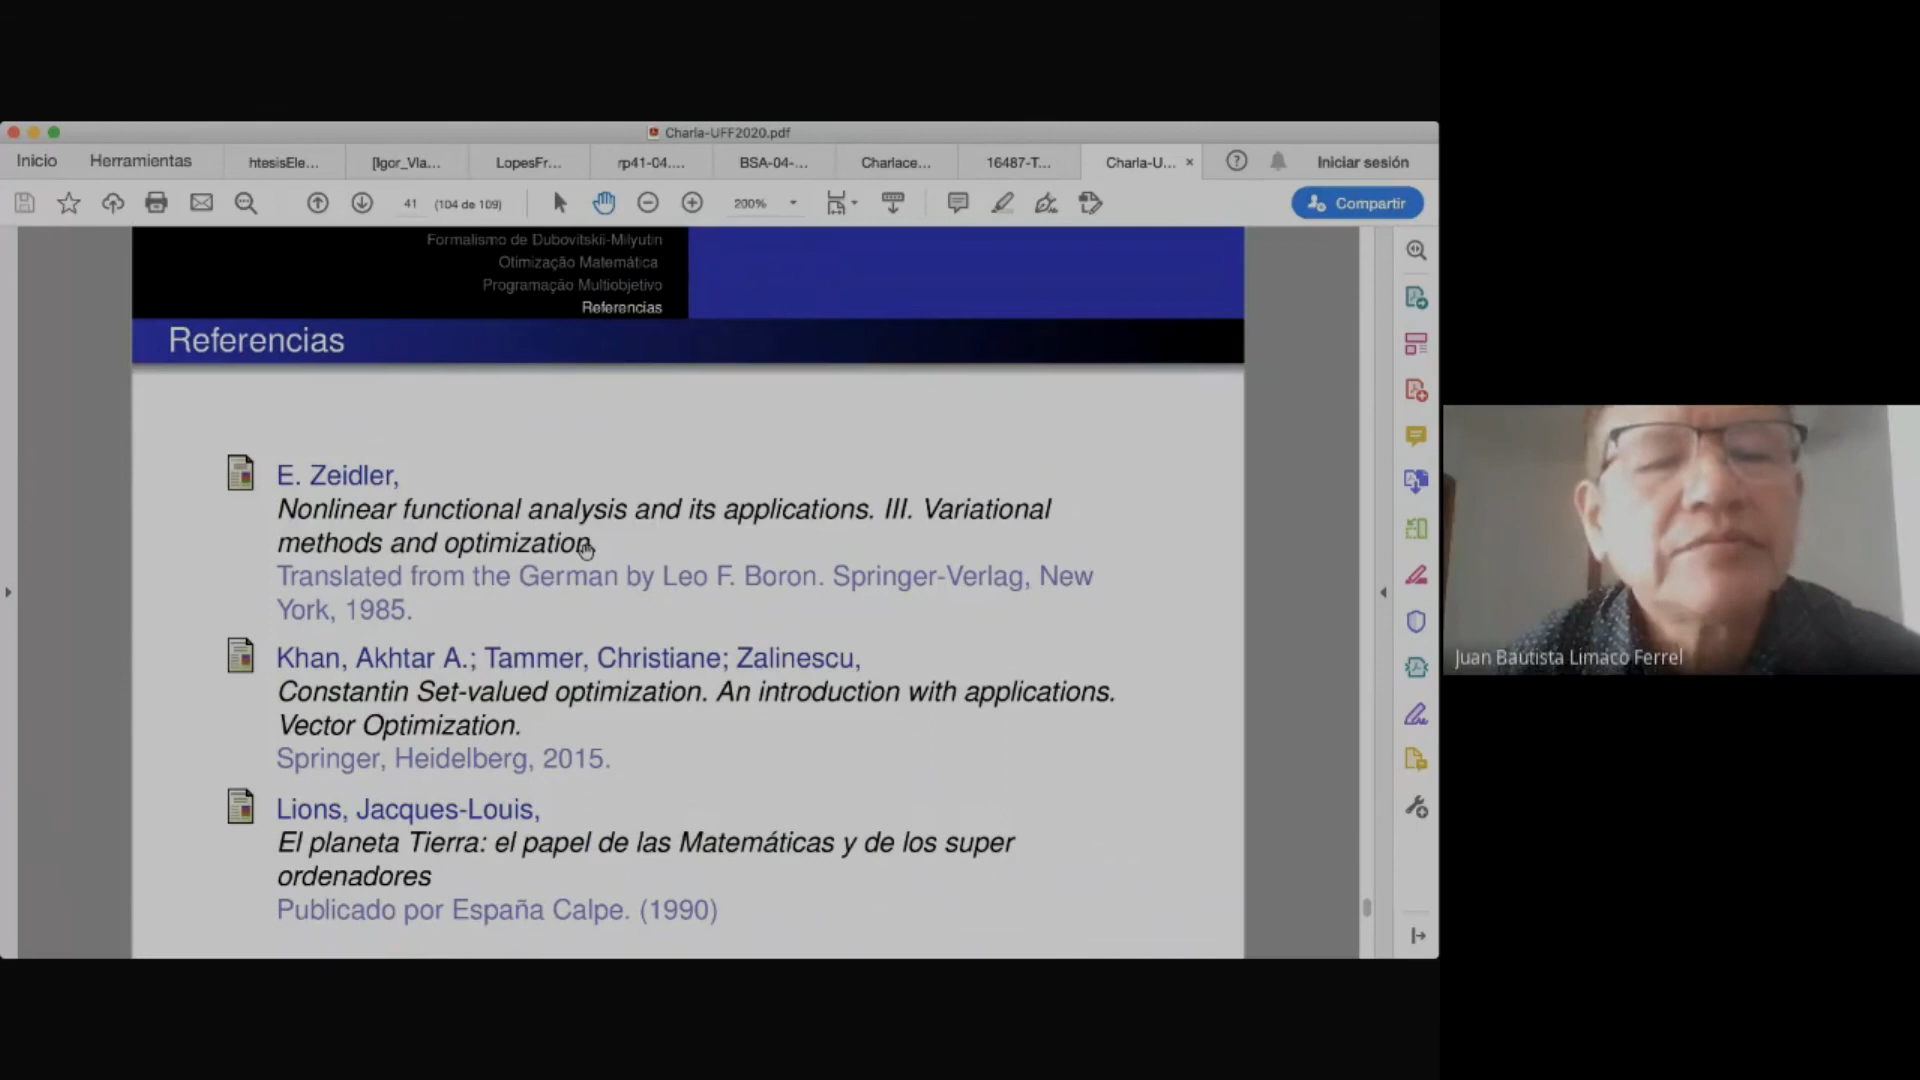 Charla-UFF2020.pdf
Inicio
Herramientas
htesisEle...
[Igor_Vla...
LopesFr...
rp41-04....
BSA-04-...
Charlace...
16487-T...
Charla-U...
Iniciar sesión
41
(104 de 109)
200%
Compartir
Formalismo de Dubovitskii-Milyutin
Otimização Matemática
Programação Multiobjetivo
Referencias
Referencias
E. Zeidler,
Nonlinear functional analysis and its applications. III. Variational
methods and optimization.
Translated from the German by Leo F. Boron. Springer-Verlag, New
York, 1985.
Khan, Akhtar A.; Tammer, Christiane; Zalinescu,
Constantin Set-valued optimization. An introduction with applications.
Vector Optimization.
Springer, Heidelberg, 2015.
Lions, Jacques-Louis,
El planeta Tierra: el papel de las Matemáticas y de los super
ordenadores
Publicado por España Calpe. (1990)
Juan Bautista Limaco Ferrel